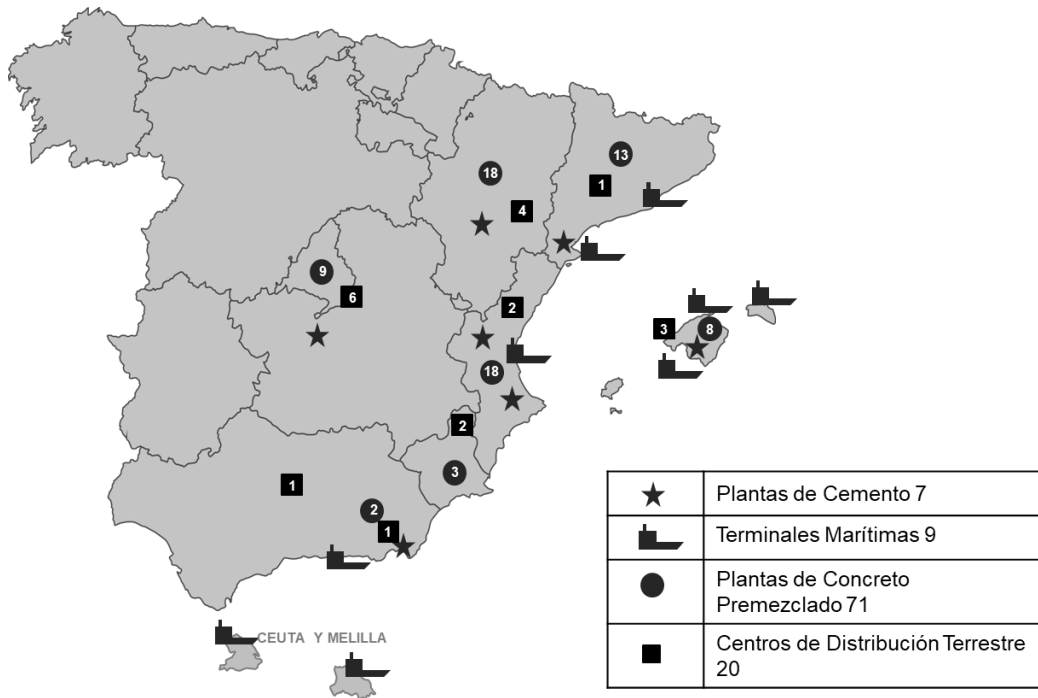 13
18
1
4
9
6
2
3
8
18
2
3
1
2
1
CEUTA Y MELILLA
Plantas de Cemento 7
Terminales Marítimas 9
Plantas de Concreto
Premezclado 71
Centros de Distribución Terrestre
20